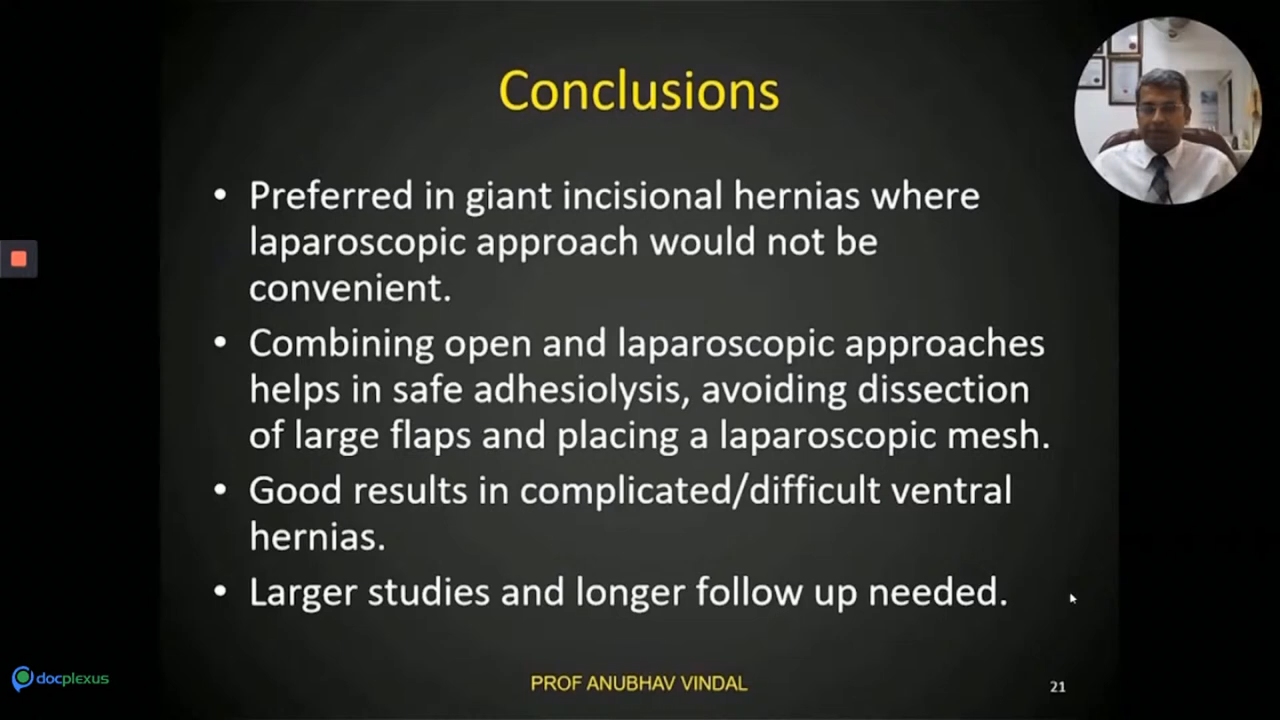 Conclusions
• Preferred in giant incisional hernias where
laparoscopic approach would not be
convenient.
• Combining open and laparoscopic approaches
helps in safe adhesiolysis, avoiding dissection
of large flaps and placing a laparoscopic mesh.
• Good results in complicated/difficult ventral
hernias.
• Larger studies and longer follow up needed.
docplexus
PROF ANUBHAV VINDAL
21